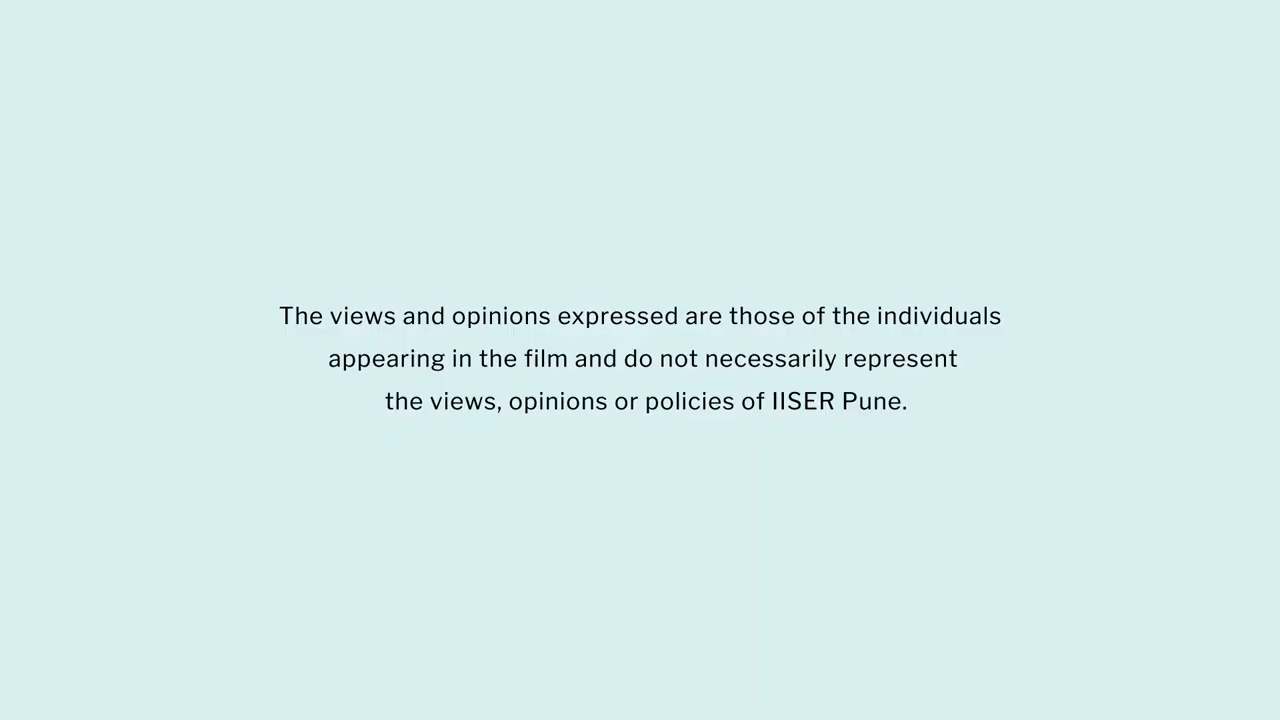 The views and opinions expressed are those of the individuals
appearing in the film and do not necessarily represent
the views, opinions or policies of IISER Pune.